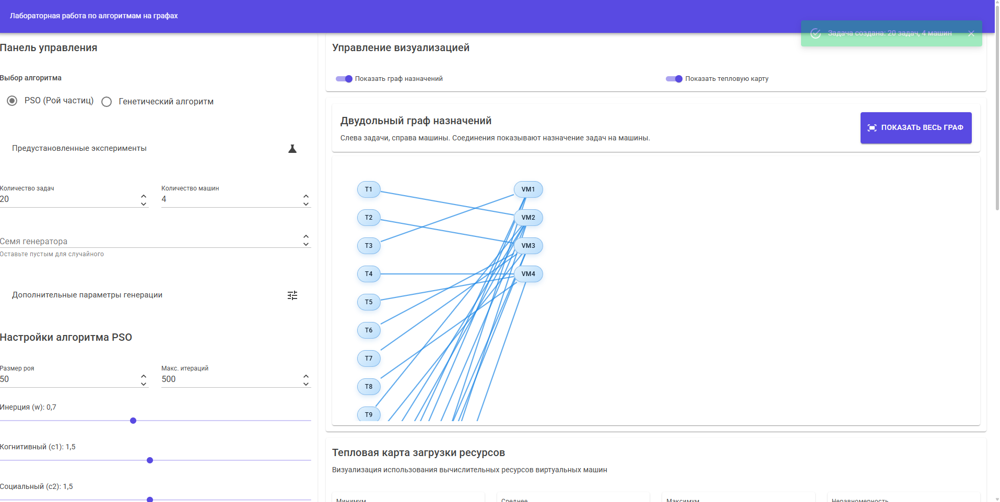 Лабораторная работа по алгоритмам на графах
Задача создана: 20 задач, 4 машин
Панель управления
Выбор алгоритма
PSO (Рой частиц)
Генетический алгоритм
Предустановленные эксперименты
Количество задач
20
Количество машин
4
Семя генератора
Оставьте пустым для случайного
Дополнительные параметры генерации
Настройки алгоритма PSO
Размер роя
50
Макс. итераций
500
Инерция (w): 0,7
Когнитивный (c1): 1,5
Социальный (c2): 1,5
Управление визуализацией
Показать граф назначений
Показать тепловую карту
Двудольный граф назначений
Слева задачи, справа машины. Соединения показывают назначение задач на машины.
ПОКАЗАТЬ ВЕСЬ ГРАФ
T1
VM1
T2
VM2
T3
VM3
T4
VM4
T5
T6
T7
T8
T9
Тепловая карта загрузки ресурсов
Визуализация использования вычислительных ресурсов виртуальных машин
Минимум
Среднее
Максимум
Неравномерность